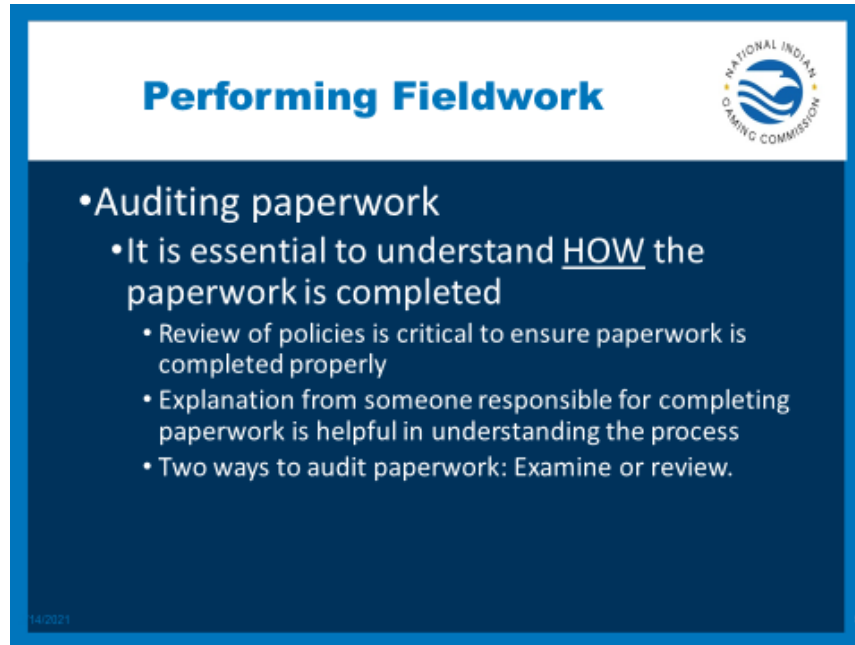 Performing Fieldwork
NATIONAL INDIAN
GAMING COMMISSION
•Auditing paperwork
•It is essential to understand HOW the
paperwork is completed
• Review of policies is critical to ensure paperwork is
completed properly
• Explanation from someone responsible for completing
paperwork is helpful in understanding the process
• Two ways to audit paperwork: Examine or review.
14/2021